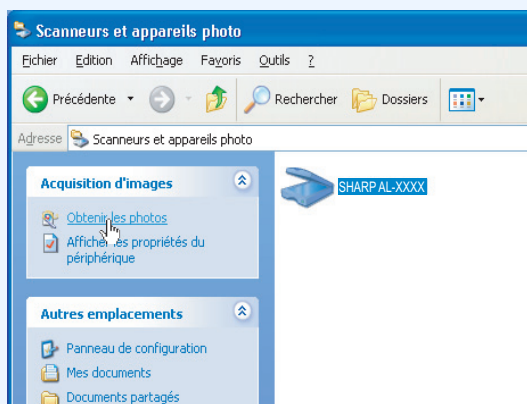 Scanneurs et appareils photo
Fichier Edition Affichage Favoris Outils ?
Précédente Rechercher Dossiers
Adresse Scanneurs et appareils photo
Acquisition d'images
SHARP AL-XXXX
Obtenir les photos
Afficher les propriétés du
périphérique
Autres emplacements
Panneau de configuration
Mes documents
Documents partagés